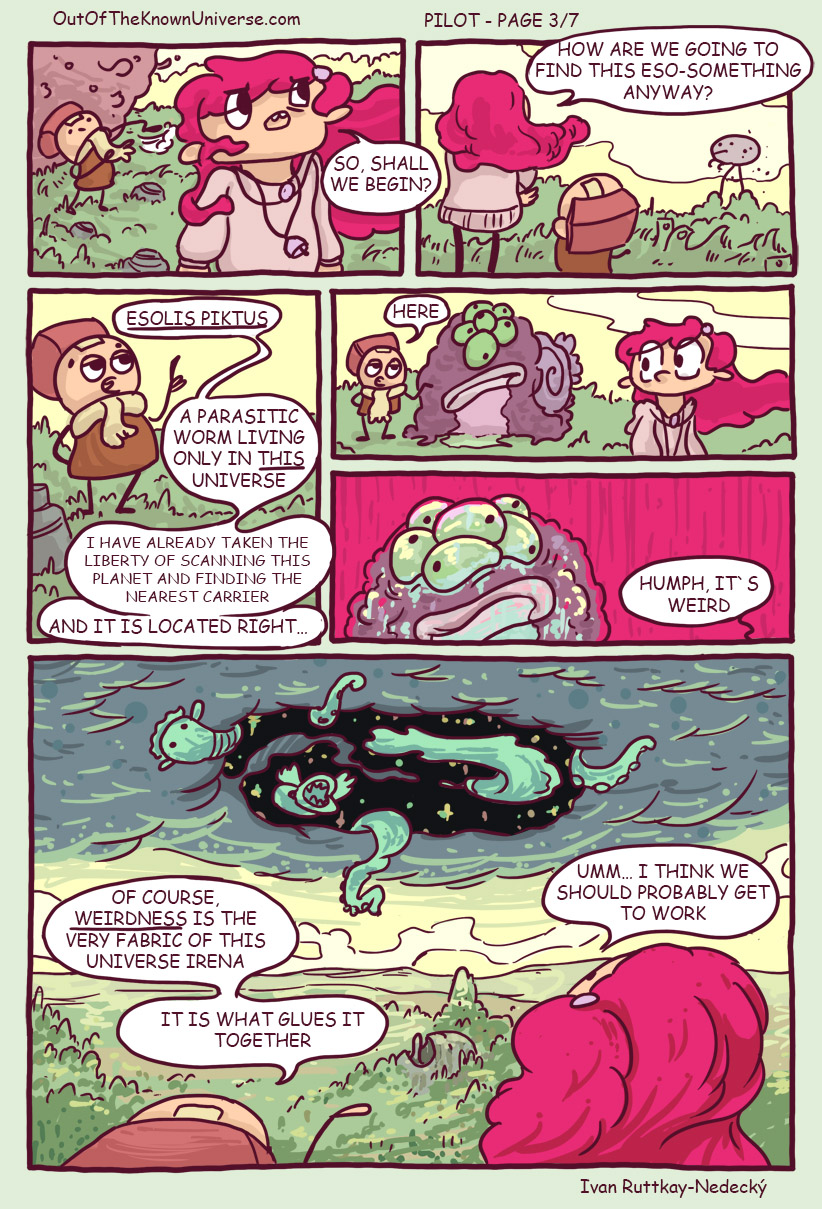 OutOfTheKnownUniverse.com
PILOT - PAGE 3/7
SO, SHALL
WE BEGIN?
HOW ARE WE GOING TO
FIND THIS ESO-SOMETHING
ANYWAY?
ESOLIS PIKTUS
A PARASITIC
WORM LIVING
ONLY IN THIS
UNIVERSE
I HAVE ALREADY TAKEN THE
LIBERTY OF SCANNING THIS
PLANET AND FINDING THE
NEAREST CARRIER
AND IT IS LOCATED RIGHT...
HERE
HUMPH, IT`S
WEIRD
OF COURSE,
WEIRDNESS IS THE
VERY FABRIC OF THIS
UNIVERSE IRENA
IT IS WHAT GLUES IT
TOGETHER
UMM... I THINK WE
SHOULD PROBABLY GET
TO WORK
Ivan Ruttkay-Nedecký